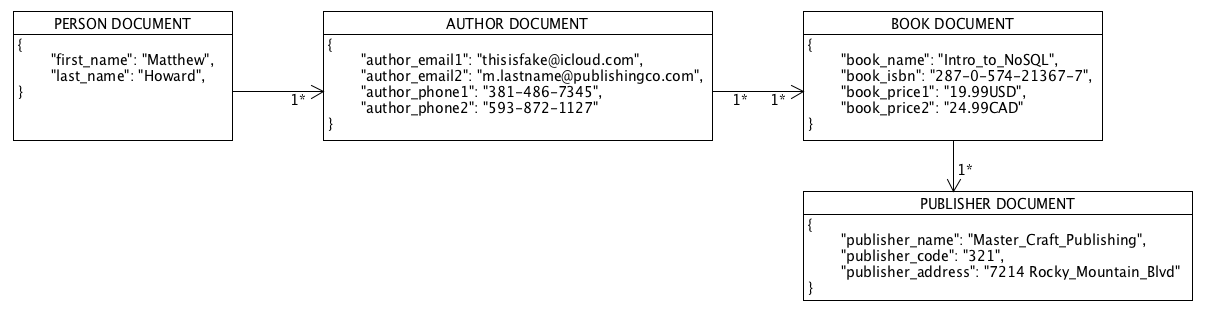 PERSON DOCUMENT
{
"first_name": "Matthew",
"last_name": "Howard",
}
1*
AUTHOR DOCUMENT
{
"author_email1": "thisisfake@icloud.com",
"author_email2": "m.lastname@publishingco.com",
"author_phone1": "381-486-7345",
"author_phone2": "593-872-1127"
}
1*
1*
BOOK DOCUMENT
{
"book_name": "Intro_to_NoSQL",
"book_isbn": "287-0-574-21367-7",
"book_price1": "19.99USD",
"book_price2": "24.99CAD"
}
1*
PUBLISHER DOCUMENT
{
"publisher_name": "Master_Craft_Publishing",
"publisher_code": "321",
"publisher_address": "7214 Rocky_Mountain_Blvd"
}